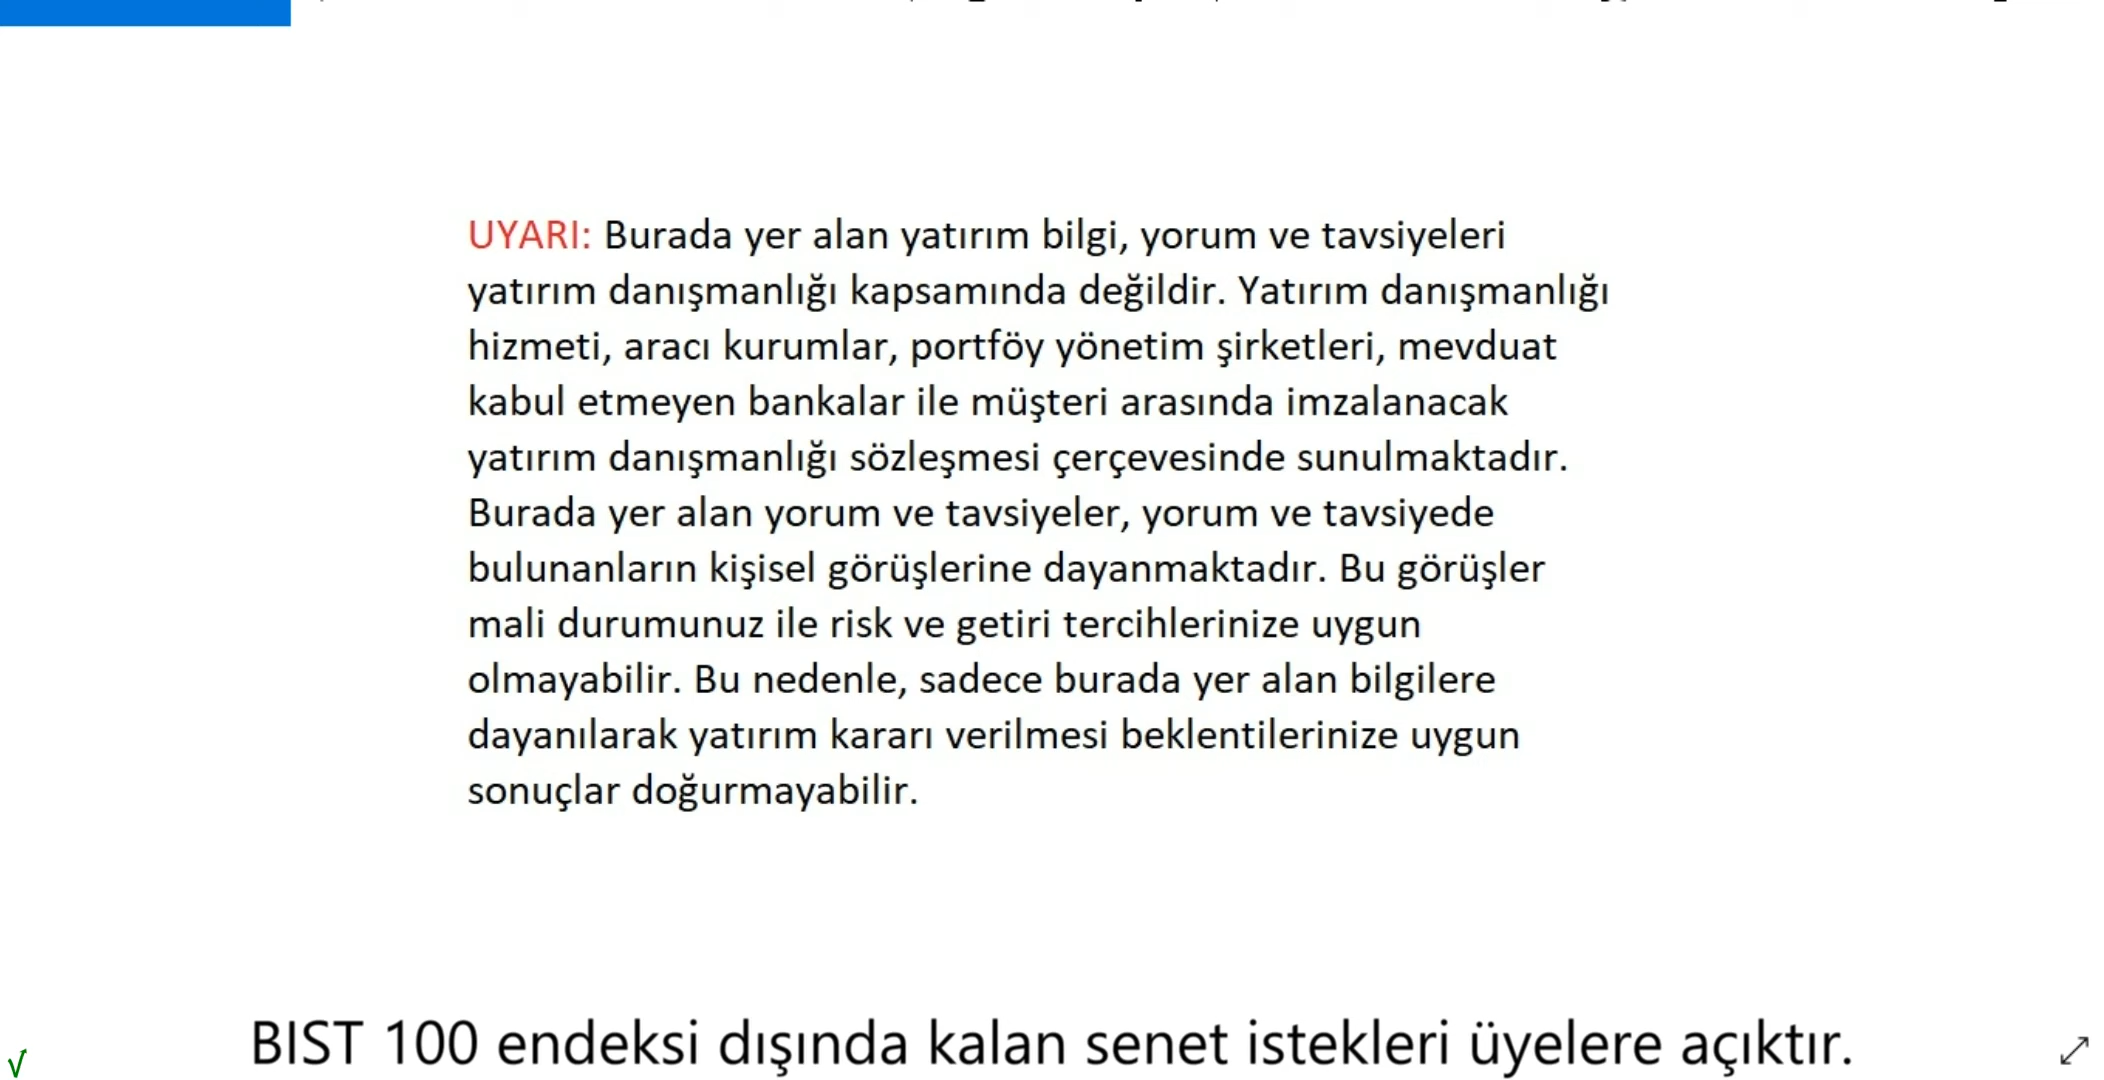 UYARI: Burada yer alan yatırım bilgi, yorum ve tavsiyeleri
yatırım danışmanlığı kapsamında değildir. Yatırım danışmanlığı
hizmeti, aracı kurumlar, portföy yönetim şirketleri, mevduat
kabul etmeyen bankalar ile müşteri arasında imzalanacak
yatırım danışmanlığı sözleşmesi çerçevesinde sunulmaktadır.
Burada yer alan yorum ve tavsiyeler, yorum ve tavsiyede
bulunanların kişisel görüşlerine dayanmaktadır. Bu görüşler
mali durumunuz ile risk ve getiri tercihlerinize uygun
olmayabilir. Bu nedenle, sadece burada yer alan bilgilere
dayanılarak yatırım kararı verilmesi beklentilerinize uygun
sonuçlar doğurmayabilir.
BIST 100 endeksi dışında kalan senet istekleri üyelere açıktır.